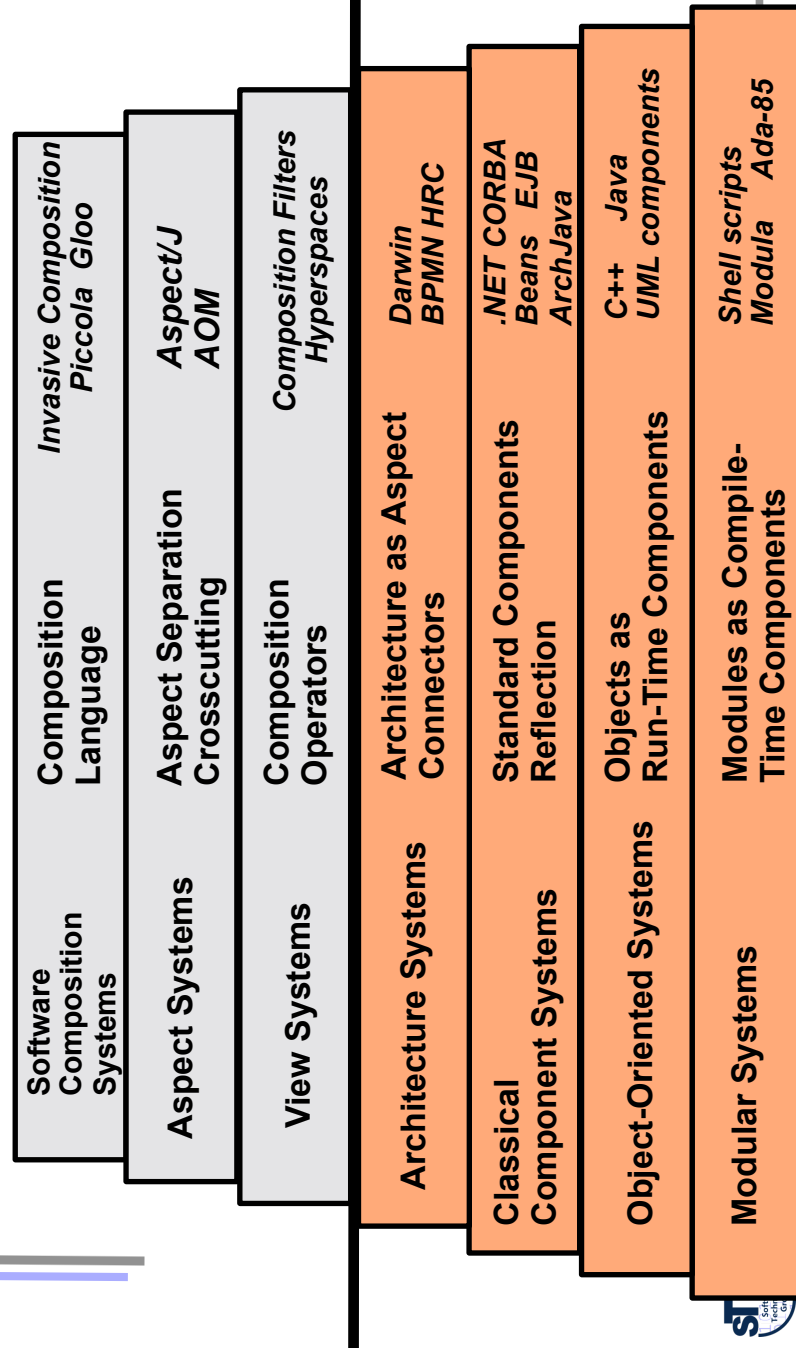 Software
Composition
Systems
Composition
Language
Invasive Composition
Piccola Gloo
Aspect Systems
Aspect Separation
Crosscutting
Aspect/J
AOM
View Systems
Composition
Operators
Composition Filters
Hyperspaces
Architecture Systems
Architecture as Aspect
Connectors
Darwin
BPMN HRC
Classical
Component Systems
Standard Components
Reflection
.NET CORBA
Beans EJB
ArchJava
Object-Oriented Systems
Objects as
Run-Time Components
C++ Java
UML components
Modular Systems
Modules as Compile-
Time Components
Shell scripts
Modula Ada-85